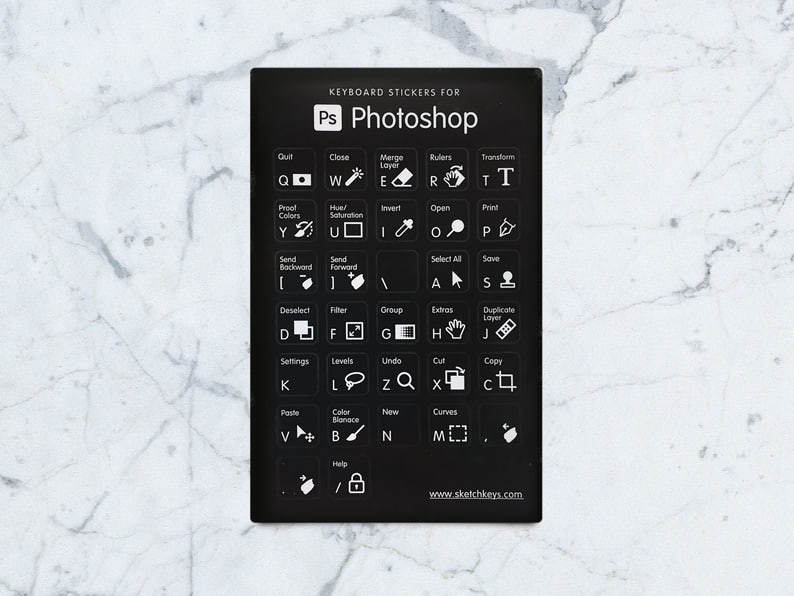 KEYBOARD STICKERS FOR
Ps Photoshop
Quit
Q
Close
W
Merge
Layer
E
Rulers
R
Transform
T
Proof
Colors
Y
Hue/
Saturation
U
Invert
I
Open
O
Print
P
Send
Backward
[
Send
Forward
]
\
Select All
A
Save
S
Deselect
D
Filter
F
Group
G
Extras
H
Duplicate
Layer
J
Settings
K
Levels
L
Undo
Z
Cut
X
Copy
C
Paste
V
Color
Blanace
B
New
N
Curves
M
,
.
Help
/
www.sketchkeys.com